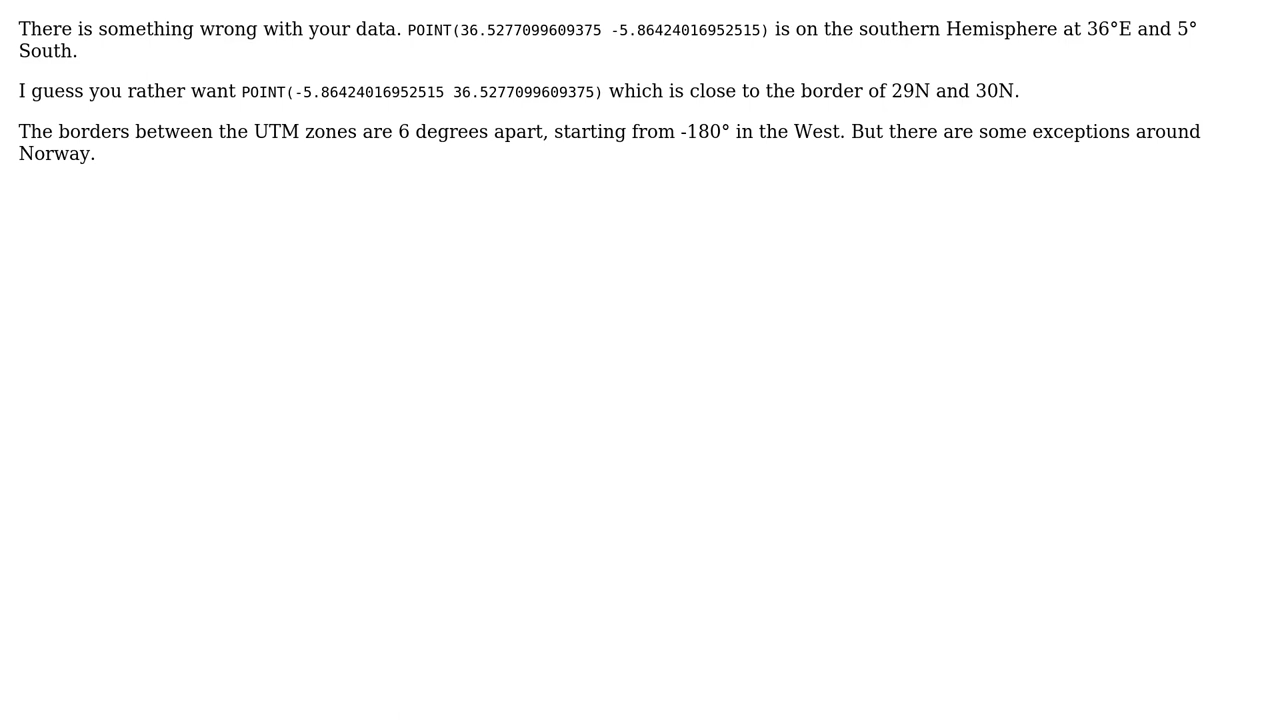 There is something wrong with your data. POINT(36.5277099609375 -5.86424016952515) is on the southern Hemisphere at 36°E and 5°
South.
I guess you rather want POINT(-5.86424016952515 36.5277099609375) which is close to the border of 29N and 30N.
The borders between the UTM zones are 6 degrees apart, starting from -180° in the West. But there are some exceptions around
Norway.